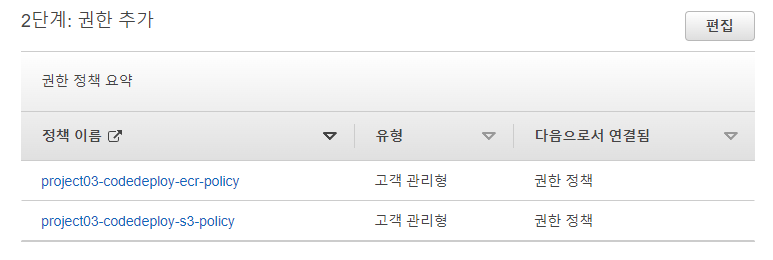 2단계: 권한 추가
편집
권한 정책 요약
정책 이름 유형 다음으로서 연결됨
project03-codedeploy-ecr-policy 고객 관리형 권한 정책
project03-codedeploy-s3-policy 고객 관리형 권한 정책